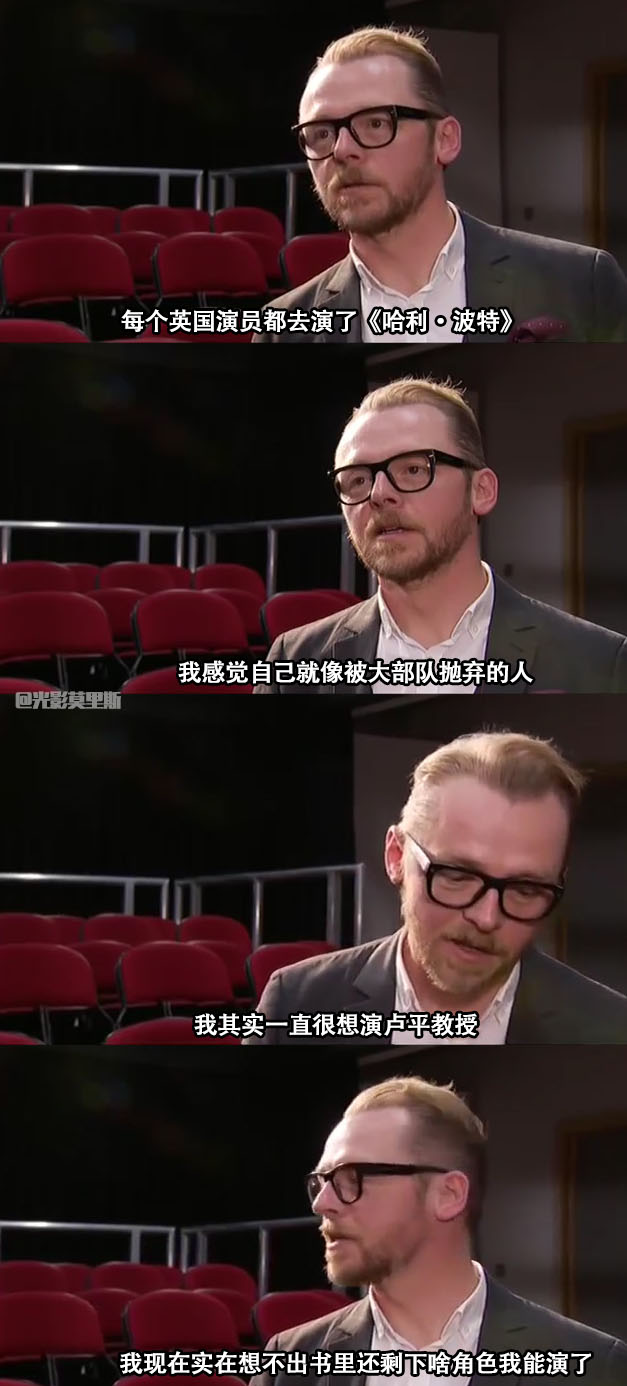 每个英国演员都去演了《哈利·波特》
我感觉自己就像被大部队抛弃的人
@光影莫里斯
我其实一直很想演卢平教授
我现在实在想不出书里还剩下啥角色我能演了